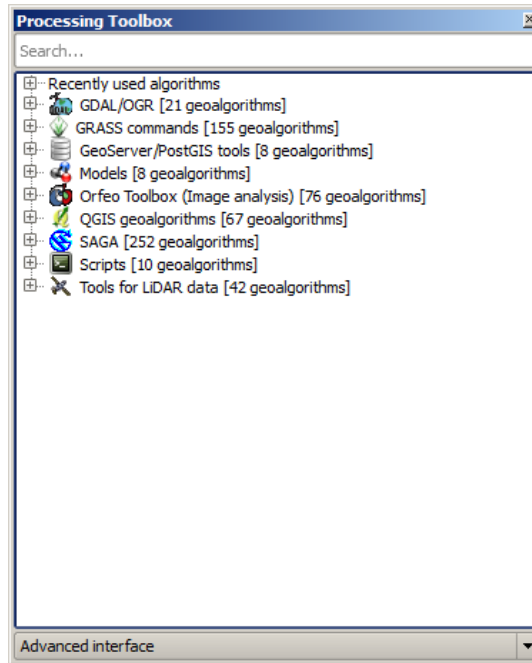 Processing Toolbox
Search...
Recently used algorithms
GDAL/OGR [21 geoalgorithms]
GRASS commands [155 geoalgorithms]
GeoServer/PostGIS tools [8 geoalgorithms]
Models [8 geoalgorithms]
Orfeo Toolbox (Image analysis) [76 geoalgorithms]
QGIS geoalgorithms [67 geoalgorithms]
SAGA [252 geoalgorithms]
Scripts [10 geoalgorithms]
Tools for LiDAR data [42 geoalgorithms]
Advanced interface